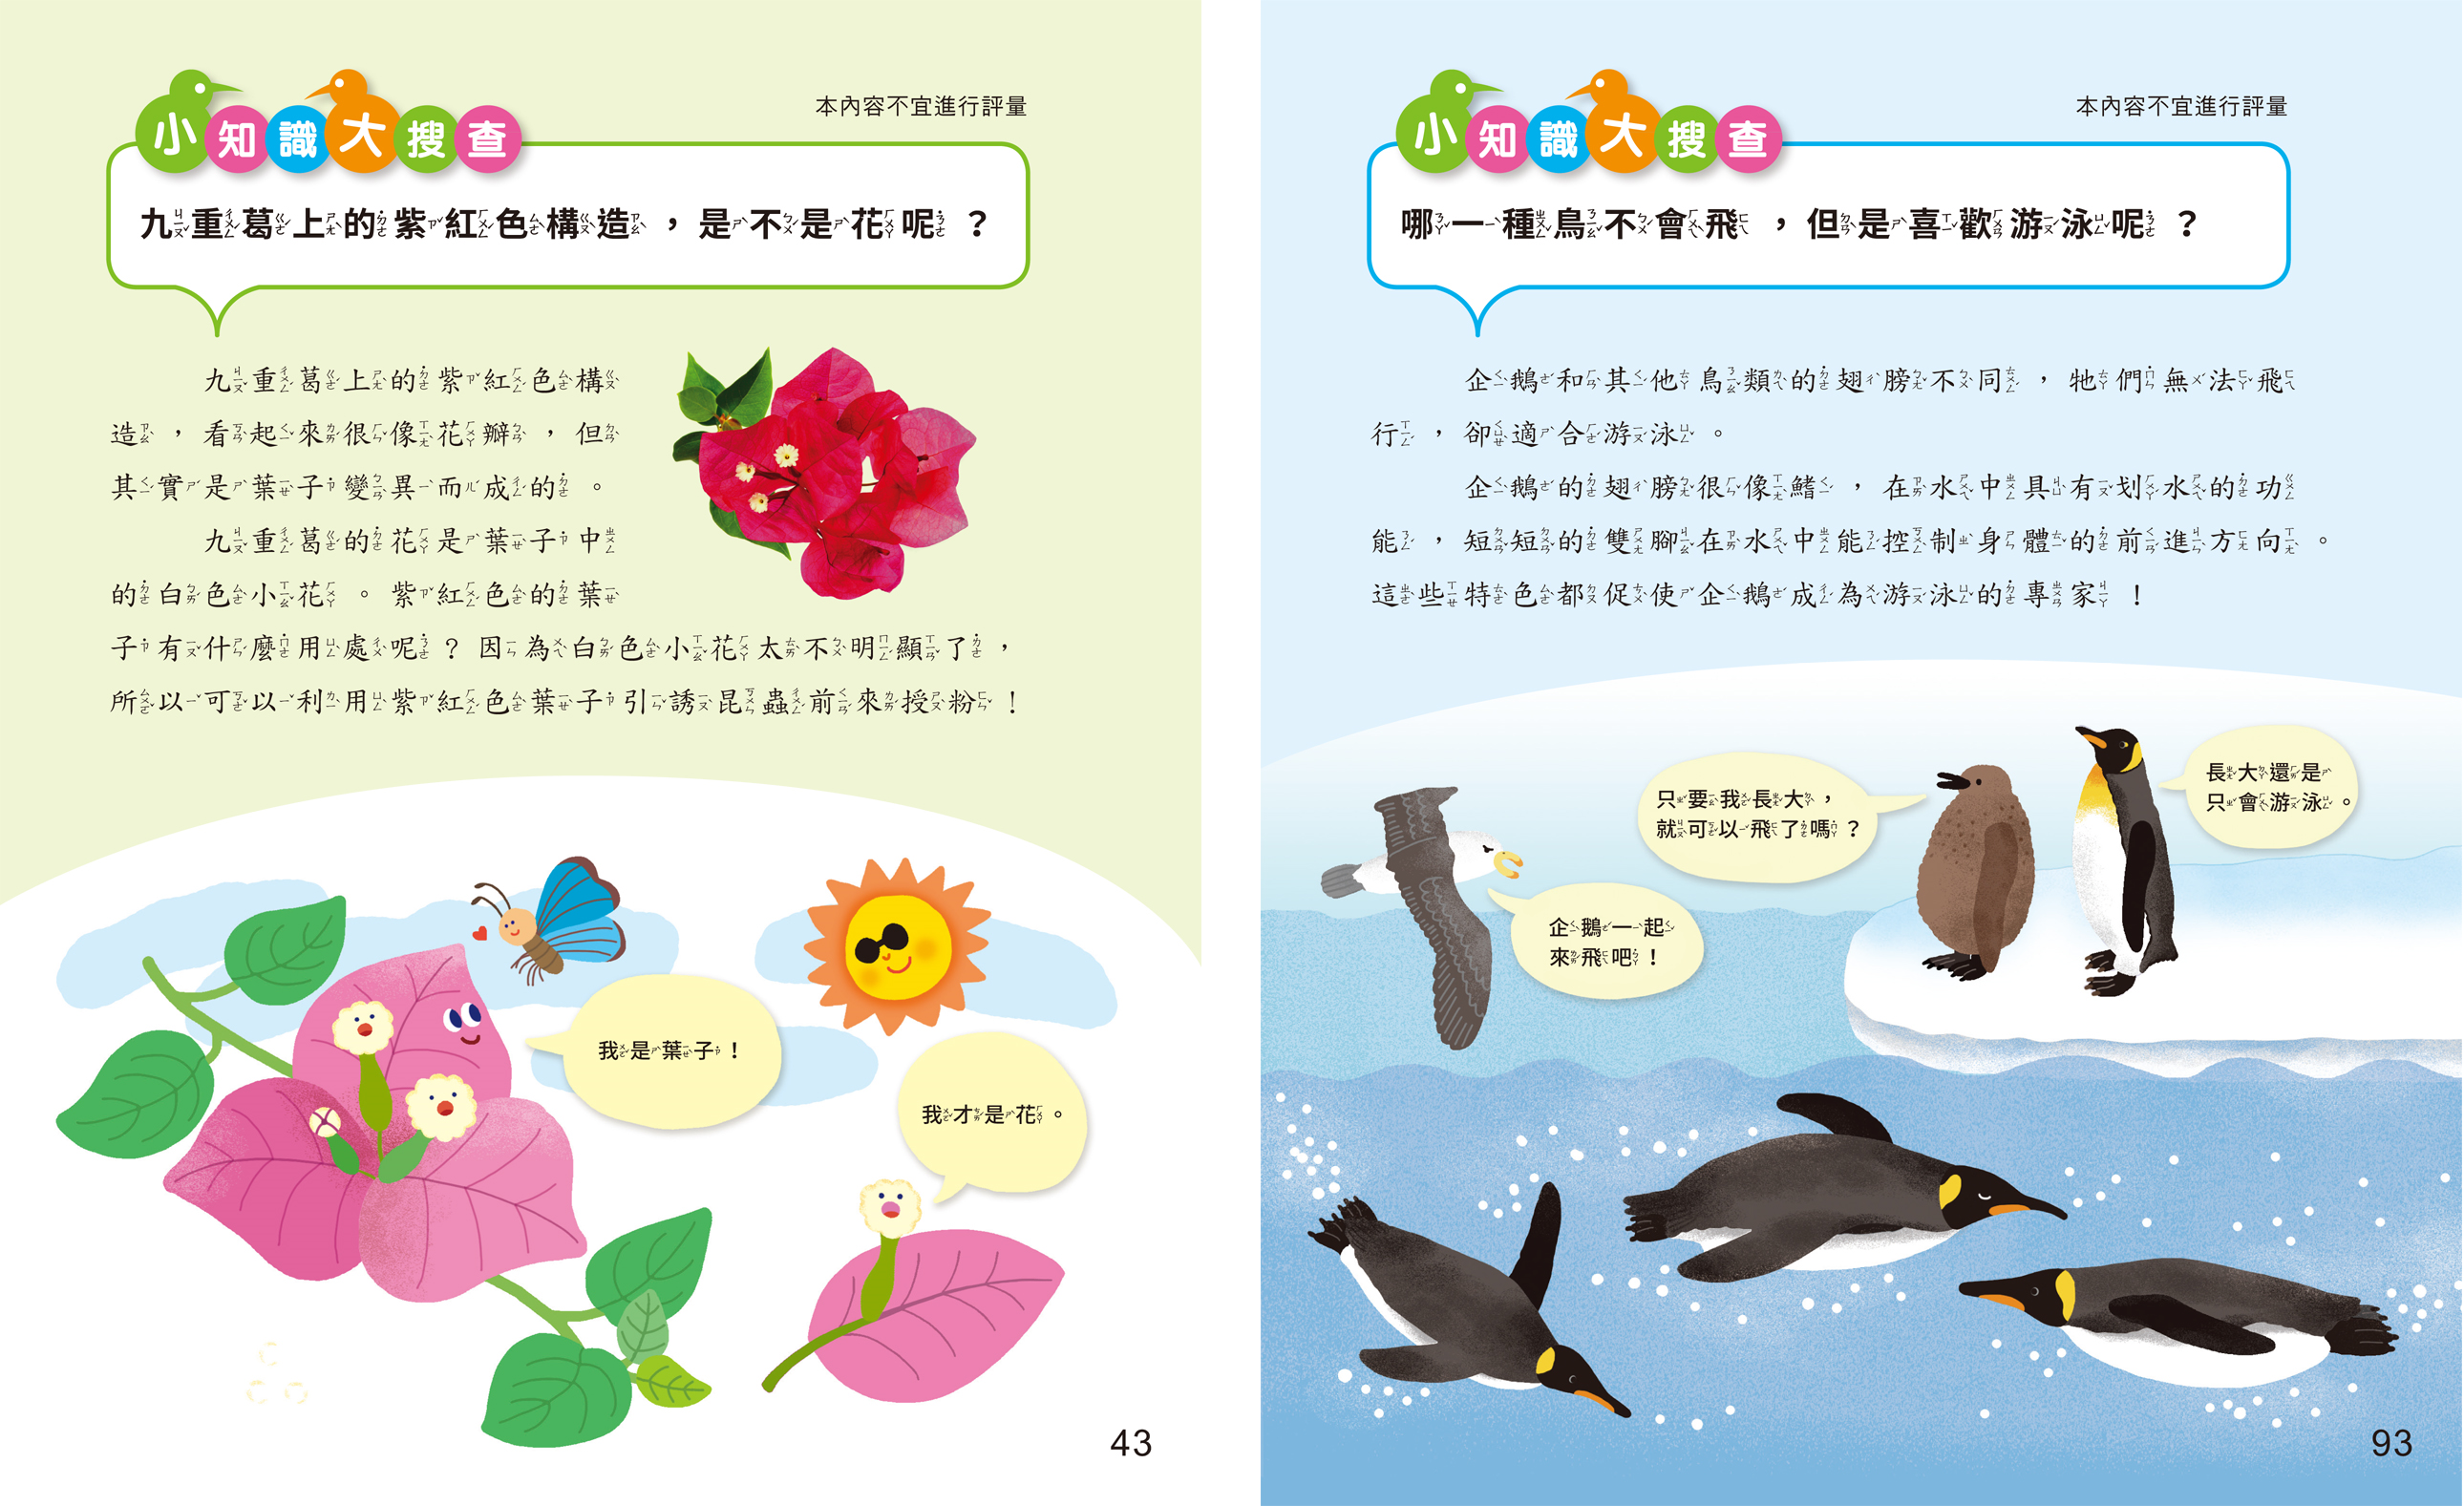 小知識大搜查
本內容不宜進行評量
九重葛上的紫紅色構造，是不是花呢？
九重葛上的紫紅色構
造，看起來很像花瓣，但
其實是葉子變異而成的。
九重葛的花是葉子中
的白色小花。紫紅色的葉
子有什麼用處呢？因為白色小花太不明顯了，
所以可以利用紫紅色葉子引誘昆蟲前來授粉！
我是葉子！
我才是花。
43
小知識大搜查
本內容不宜進行評量
哪一種鳥不會飛，但是喜歡游泳呢？
企鵝和其他鳥類的翅膀不同，牠們無法飛
行，卻適合游泳。
企鵝的翅膀很像鰭，在水中具有划水的功
能，短短的雙腳在水中能控制身體的前進方向。
這些特色都促使企鵝成為游泳的專家！
只要我長大，
就可以飛了嗎？
長大還是
只會游泳。
企鵝一起
來飛吧！
93